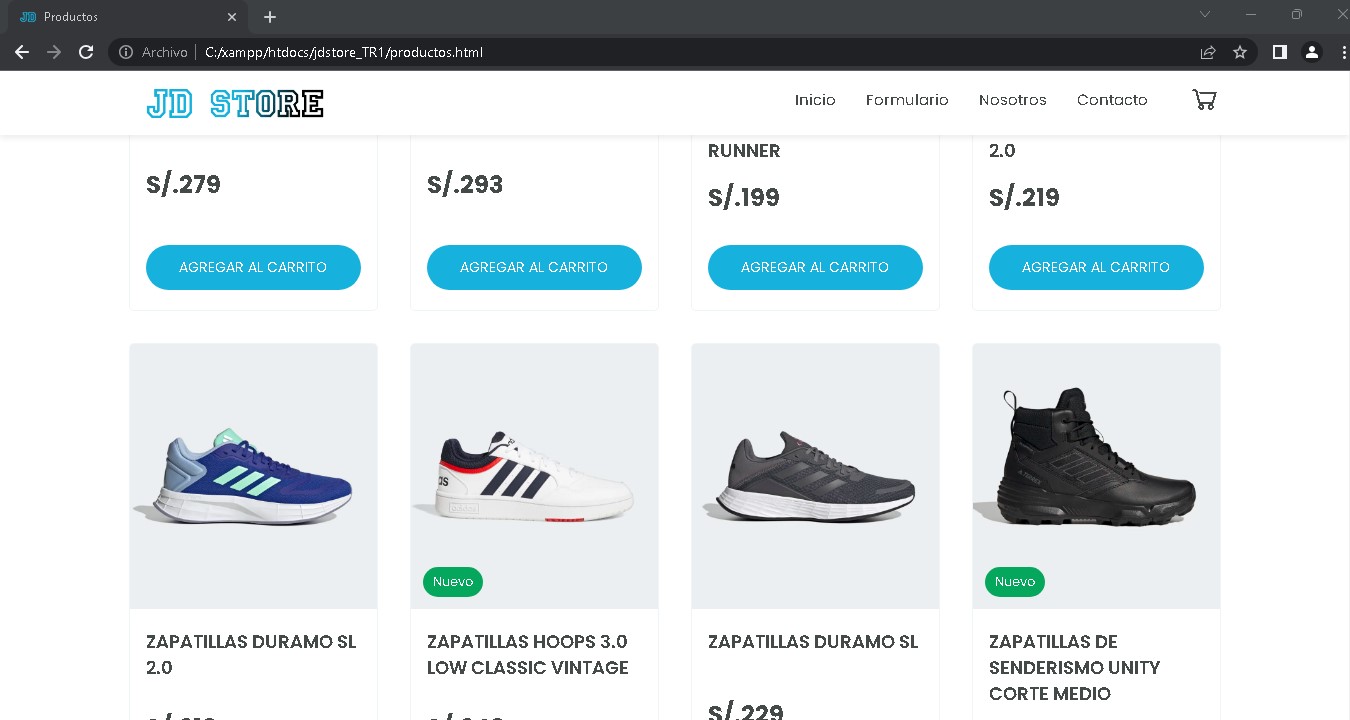 JD Productos
Archivo C:/xampp/htdocs/jdstore_TR1/productos.html
JD STORE
Inicio Formulario Nosotros Contacto
RUNNER
2.0
S/.279
S/.293
S/.199
S/.219
AGREGAR AL CARRITO
AGREGAR AL CARRITO
AGREGAR AL CARRITO
AGREGAR AL CARRITO
as
Nuevo
Nuevo
ZAPATILLAS DURAMO SL
2.0
ZAPATILLAS HOOPS 3.0
LOW CLASSIC VINTAGE
ZAPATILLAS DURAMO SL
S/.229
ZAPATILLAS DE
SENDERISMO UNITY
CORTE MEDIO